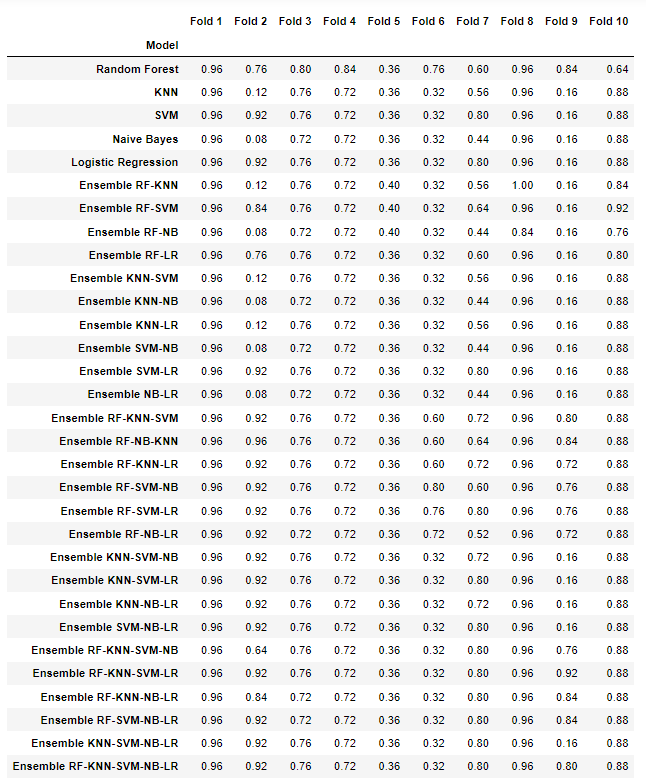 Fold 1 Fold 2 Fold 3 Fold 4 Fold 5 Fold 6 Fold 7 Fold 8 Fold 9 Fold 10
Model
Random Forest 0.96 0.76 0.80 0.84 0.36 0.76 0.60 0.96 0.84 0.64
KNN 0.96 0.12 0.76 0.72 0.36 0.32 0.56 0.96 0.16 0.88
SVM 0.96 0.92 0.76 0.72 0.36 0.32 0.80 0.96 0.16 0.88
Naive Bayes 0.96 0.08 0.72 0.72 0.36 0.32 0.44 0.96 0.16 0.88
Logistic Regression 0.96 0.92 0.76 0.72 0.36 0.32 0.80 0.96 0.16 0.88
Ensemble RF-KNN 0.96 0.12 0.76 0.72 0.40 0.32 0.56 1.00 0.16 0.84
Ensemble RF-SVM 0.96 0.84 0.76 0.72 0.40 0.32 0.64 0.96 0.16 0.92
Ensemble RF-NB 0.96 0.08 0.72 0.72 0.40 0.32 0.44 0.84 0.16 0.76
Ensemble RF-LR 0.96 0.76 0.76 0.72 0.36 0.32 0.60 0.96 0.16 0.80
Ensemble KNN-SVM 0.96 0.12 0.76 0.72 0.36 0.32 0.56 0.96 0.16 0.88
Ensemble KNN-NB 0.96 0.08 0.72 0.72 0.36 0.32 0.44 0.96 0.16 0.88
Ensemble KNN-LR 0.96 0.12 0.76 0.72 0.36 0.32 0.56 0.96 0.16 0.88
Ensemble SVM-NB 0.96 0.08 0.72 0.72 0.36 0.32 0.44 0.96 0.16 0.88
Ensemble SVM-LR 0.96 0.92 0.76 0.72 0.36 0.32 0.80 0.96 0.16 0.88
Ensemble NB-LR 0.96 0.08 0.72 0.72 0.36 0.32 0.44 0.96 0.16 0.88
Ensemble RF-KNN-SVM 0.96 0.92 0.76 0.72 0.36 0.60 0.72 0.96 0.80 0.88
Ensemble RF-NB-KNN 0.96 0.96 0.76 0.72 0.36 0.60 0.64 0.96 0.84 0.88
Ensemble RF-KNN-LR 0.96 0.92 0.76 0.72 0.36 0.60 0.72 0.96 0.72 0.88
Ensemble RF-SVM-NB 0.96 0.92 0.76 0.72 0.36 0.80 0.60 0.96 0.76 0.88
Ensemble RF-SVM-LR 0.96 0.92 0.76 0.72 0.36 0.76 0.80 0.96 0.76 0.88
Ensemble RF-NB-LR 0.96 0.92 0.72 0.72 0.36 0.72 0.52 0.96 0.72 0.88
Ensemble KNN-SVM-NB 0.96 0.92 0.76 0.72 0.36 0.32 0.72 0.96 0.16 0.88
Ensemble KNN-SVM-LR 0.96 0.92 0.76 0.72 0.36 0.32 0.80 0.96 0.16 0.88
Ensemble KNN-NB-LR 0.96 0.92 0.76 0.72 0.36 0.32 0.72 0.96 0.16 0.88
Ensemble SVM-NB-LR 0.96 0.92 0.76 0.72 0.36 0.32 0.80 0.96 0.16 0.88
Ensemble RF-KNN-SVM-NB 0.96 0.64 0.76 0.72 0.36 0.32 0.80 0.96 0.76 0.88
Ensemble RF-KNN-SVM-LR 0.96 0.92 0.76 0.72 0.36 0.32 0.80 0.96 0.92 0.88
Ensemble RF-KNN-NB-LR 0.96 0.84 0.72 0.72 0.36 0.32 0.80 0.96 0.84 0.88
Ensemble RF-SVM-NB-LR 0.96 0.92 0.72 0.72 0.36 0.32 0.80 0.96 0.84 0.88
Ensemble KNN-SVM-NB-LR 0.96 0.92 0.76 0.72 0.36 0.32 0.80 0.96 0.16 0.88
Ensemble RF-KNN-SVM-NB-LR 0.96 0.92 0.76 0.72 0.36 0.32 0.80 0.96 0.80 0.88